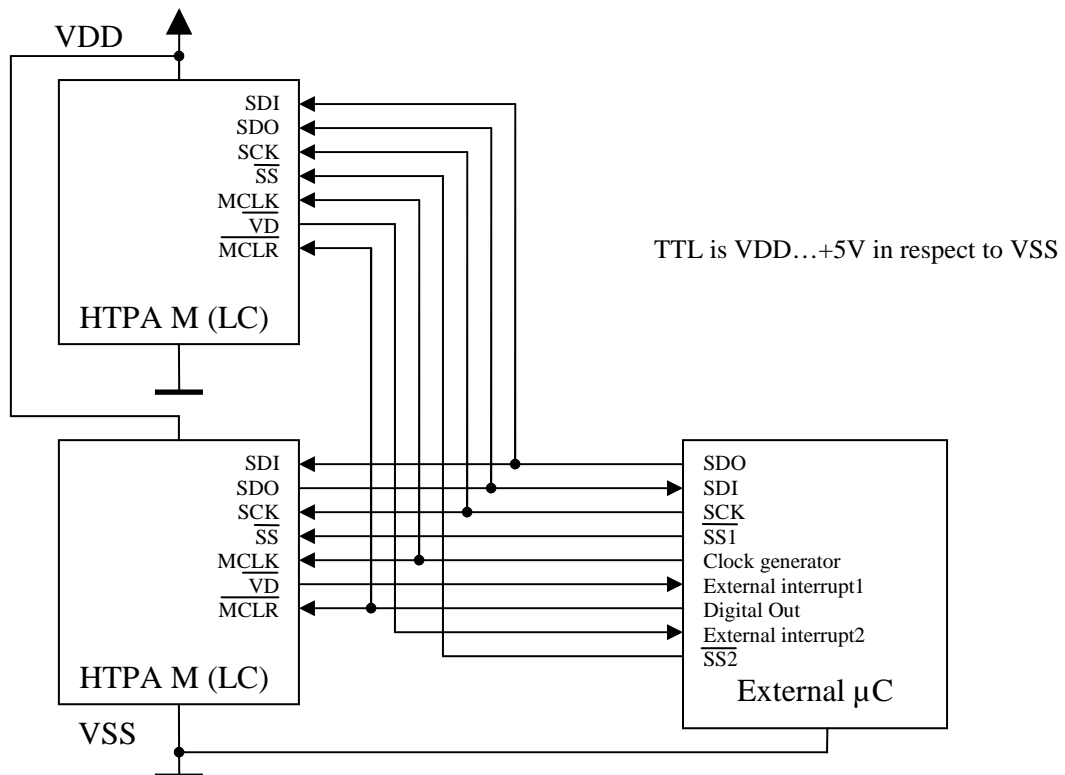 VDD
SDI
SDO
SCK
SS
MCLK
VD
MCLR
HTPA M (LC)
TTL is VDD…+5V in respect to VSS
SDI
SDO
SCK
SS
MCLK
VD
MCLR
HTPA M (LC)
VSS
SDO
SDI
SCK
SS1
Clock generator
External interrupt1
Digital Out
External interrupt2
SS2
External µC